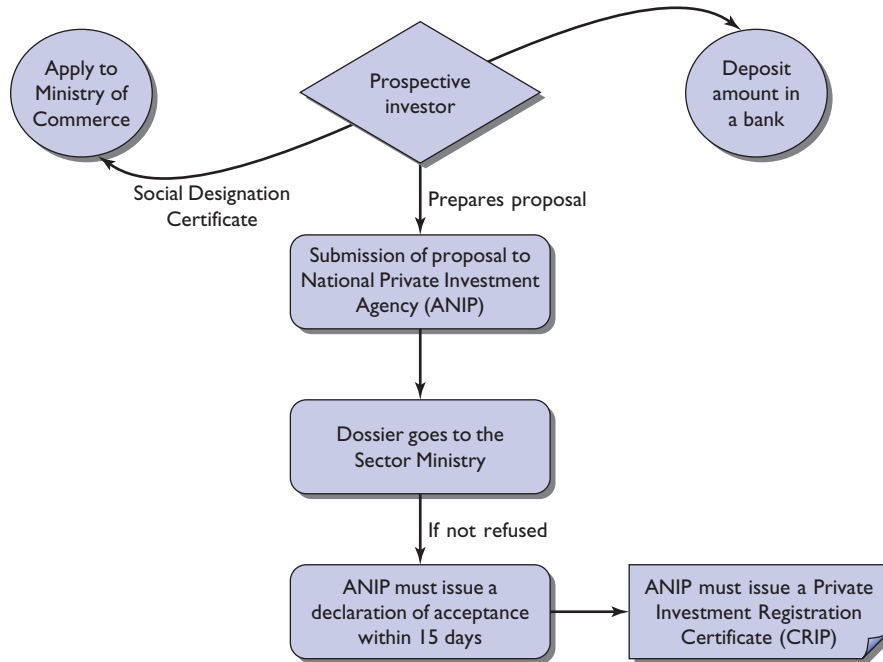 Apply to
Ministry of
Commerce
Prospective
investor
Deposit
amount in
a bank
Social Designation
Certificate
Prepares proposal
Submission of proposal to
National Private Investment
Agency (ANIP)
Dossier goes to the
Sector Ministry
If not refused
ANIP must issue a
declaration of acceptance
within 15 days
ANIP must issue a Private
Investment Registration
Certificate (CRIP)